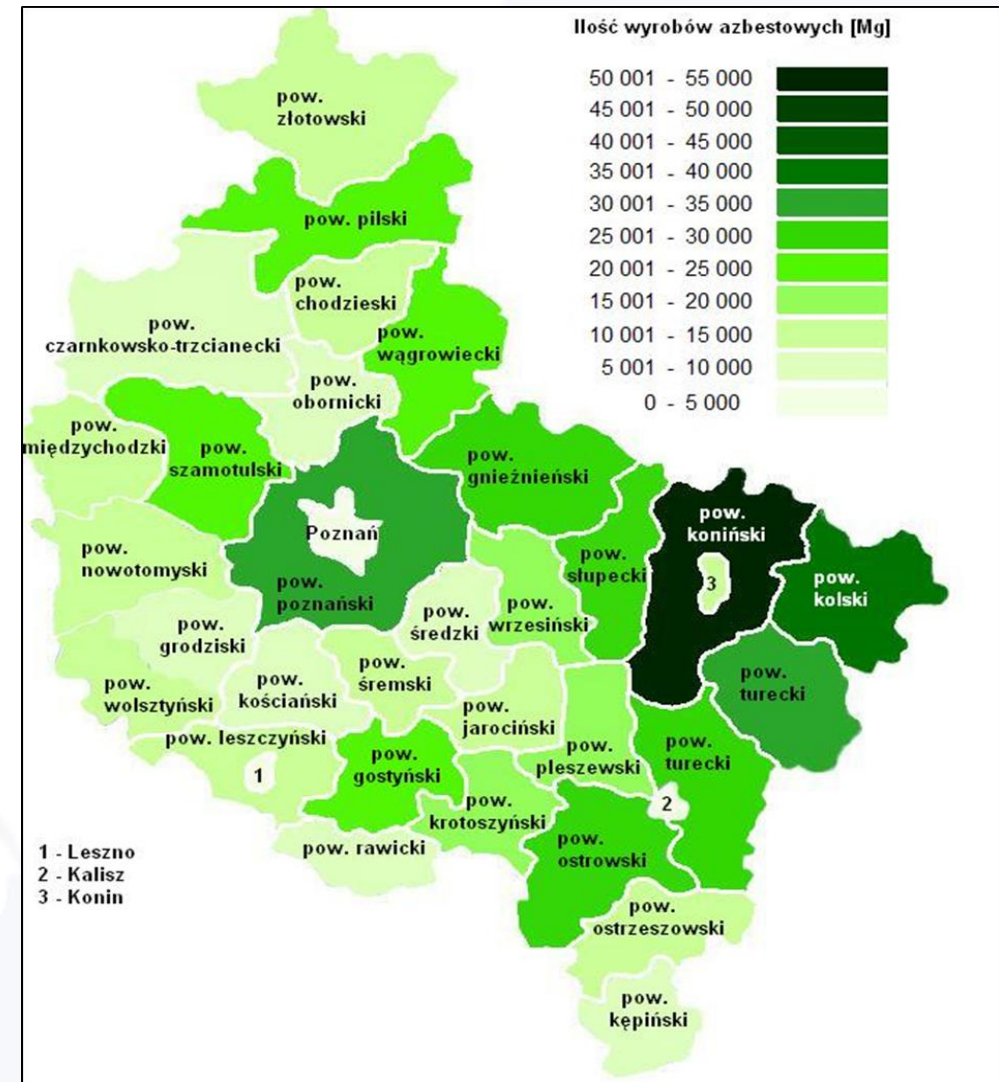 Ilość wyrobów azbestowych [Mg]
50 001 - 55 000
45 001 - 50 000
40 001 - 45 000
35 001 - 40 000
30 001 - 35 000
25 001 - 30 000
20 001 - 25 000
15 001 - 20 000
10 001 - 15 000
5 001 - 10 000
0 - 5 000
pow.
złotowski
pow. pilski
pow.
chodzieski
pow.
czarnkowsko-trzcianecki
pow.
wągrowiecki
pow.
obornicki
pow.
międzychodzki
pow.
szamotulski
pow.
gnieźnieński
pow.
koniński
3
Poznań
pow.
poznański
pow.
nowotomyski
pow.
słupecki
pow.
kolski
pow.
wrzesiński
pow.
średzki
pow.
grodziski
pow.
śremski
pow.
kościański
pow.
wolsztyński
pow.
turecki
pow.
jarociński
pow. leszczyński
1
pow.
gostyński
pow.
pleszewski
pow.
turecki
2
pow.
krotoszyński
pow. rawicki
pow.
ostrowski
1 - Leszno
2 - Kalisz
3 - Konin
pow.
ostrzeszowski
pow.
kępiński